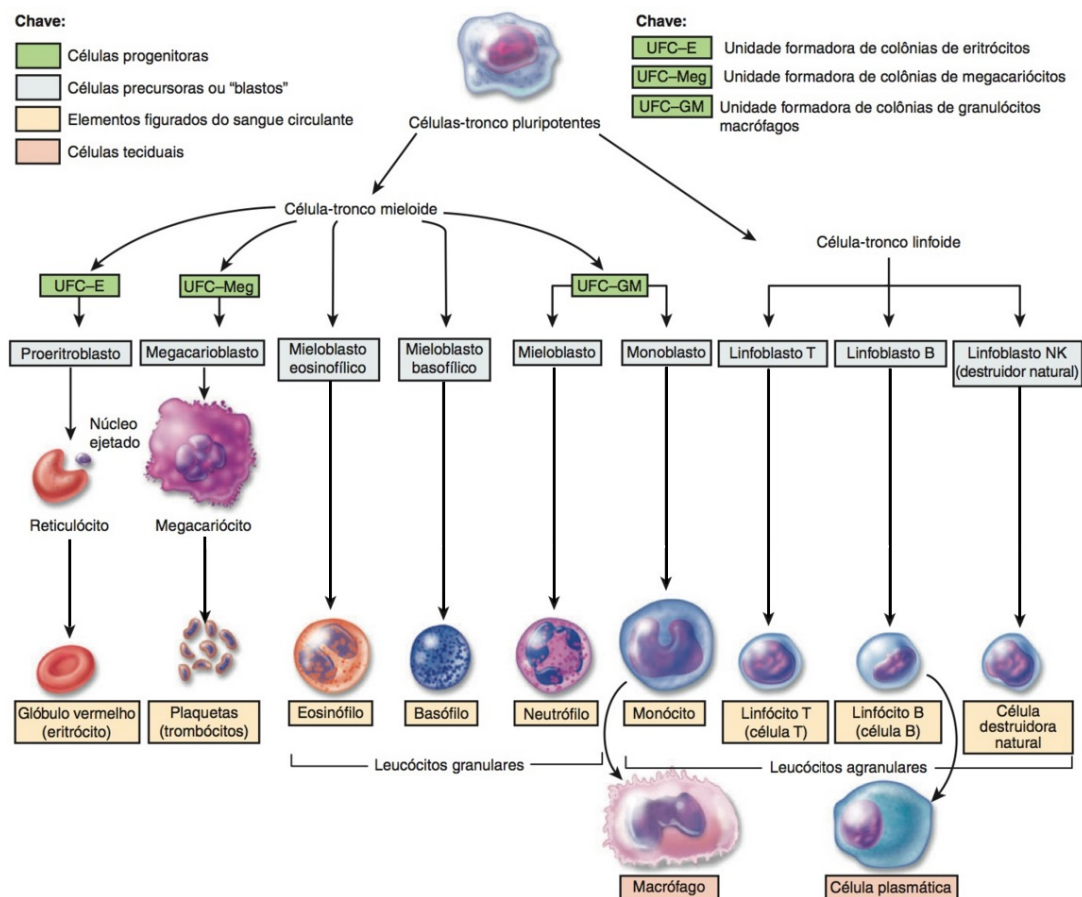 Chave:
Células progenitoras
Células precursoras ou “blastos”
Elementos figurados do sangue circulante
Células teciduais
Chave:
UFC–E Unidade formadora de colônias de eritrócitos
UFC–Meg Unidade formadora de colônias de megacariócitos
UFC–GM Unidade formadora de colônias de granulócitos
macrófagos
Células-tronco pluripotentes
Célula-tronco mieloide
Célula-tronco linfoide
UFC–E
UFC–Meg
UFC–GM
Proeritroblasto
Megacarioblasto
Mieloblasto
eosinofílico
Mieloblasto
basofílico
Mieloblasto
Monoblasto
Linfoblasto T
Linfoblasto B
Linfoblasto NK
(destruidor natural)
Núcleo
ejetado
Reticulócito
Megacariócito
Glóbulo vermelho
(eritrócito)
Plaquetas
(trombócitos)
Eosinófilo
Basófilo
Neutrófilo
Monócito
Linfócito T
(célula T)
Linfócito B
(célula B)
Célula
destruidora
natural
Leucócitos granulares
Leucócitos agranulares
Macrófago
Célula plasmática